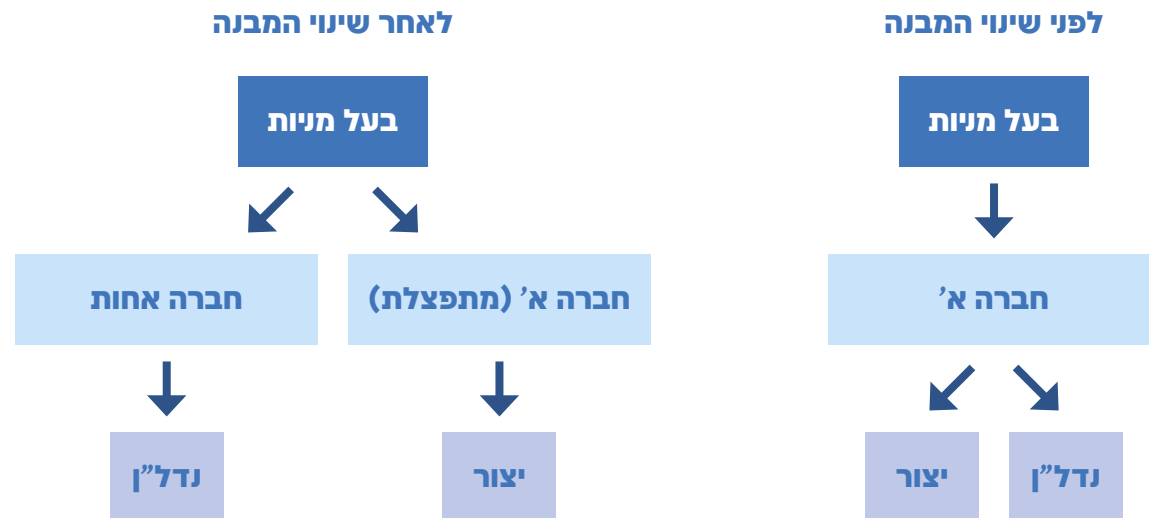 לפני שינוי המבנה
בעל מניות
חברה א׳
נדל״ן
יצור
לאחר שינוי המבנה
בעל מניות
חברה א׳ (מתפצלת)
חברה אחות
יצור
נדל״ן